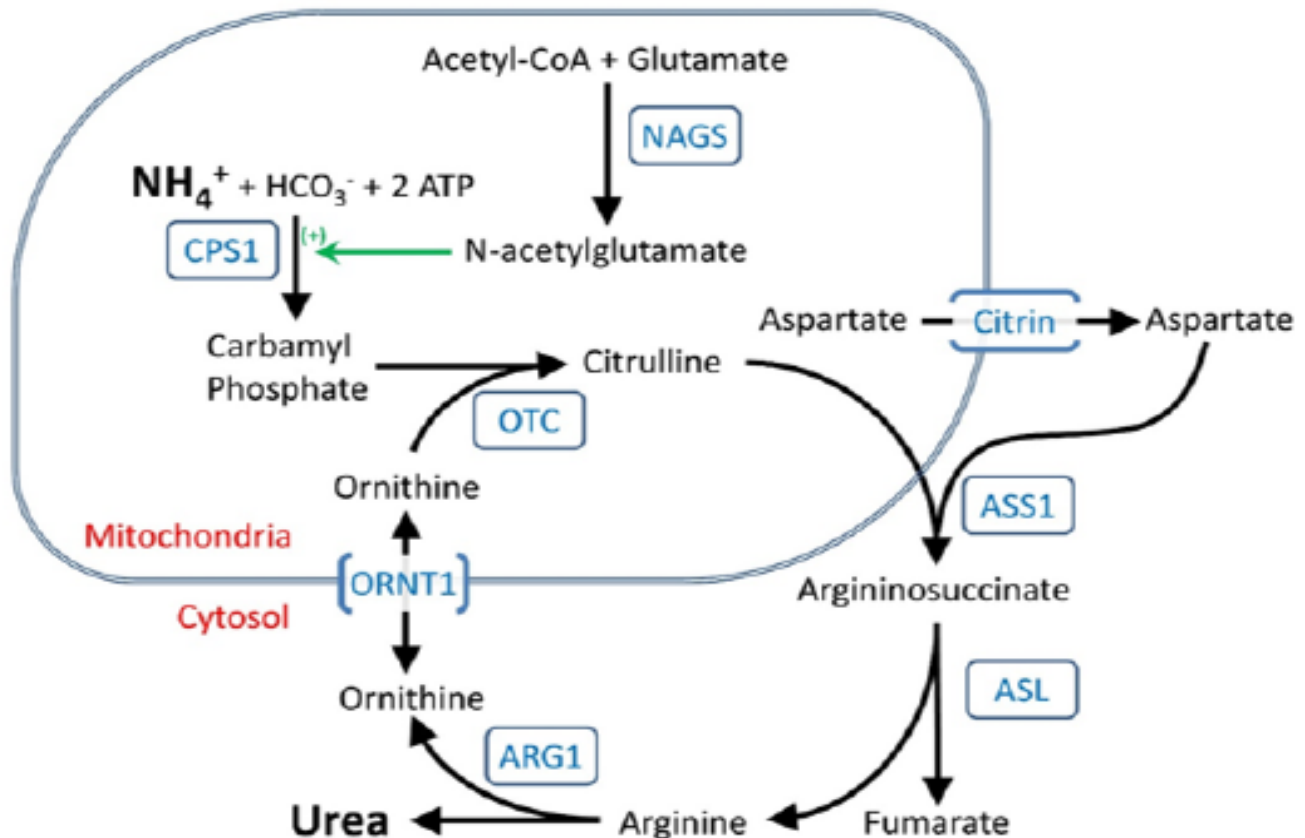 Acetyl-CoA + Glutamate
NAGS
NH₄⁺ + HCO₃⁻ + 2 ATP
CPS1
(+)
N-acetylglutamate
Aspartate
Citrin
Aspartate
Carbamyl
Phosphate
Citrulline
OTC
Ornithine
ASS1
Mitochondria
ORNT1
Argininosuccinate
Cytosol
Ornithine
ASL
ARG1
Urea
Arginine
Fumarate